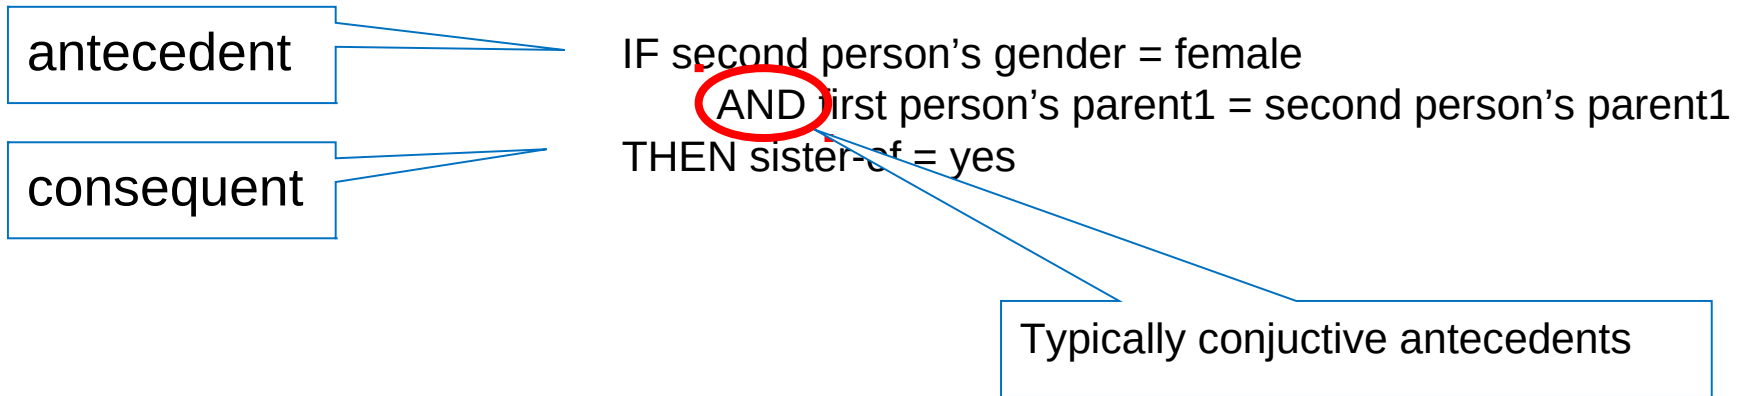 antecedent
IF second person’s gender = female
AND first person’s parent1 = second person’s parent1
THEN sister-of = yes
consequent
Typically conjuctive antecedents